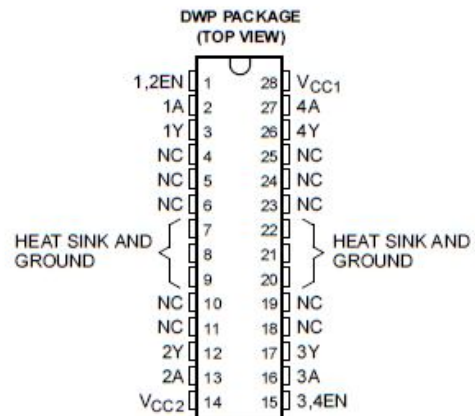 DWP PACKAGE
(TOP VIEW)
1,2EN 1 28 VCC1
1A 2 27 4A
1Y 3 26 4Y
NC 4 25 NC
NC 5 24 NC
NC 6 23 NC
HEAT SINK AND
GROUND
7 22
8 21
9 20
HEAT SINK AND
GROUND
NC 10 19 NC
NC 11 18 NC
2Y 12 17 3Y
2A 13 16 3A
VCC2 14 15 3,4EN